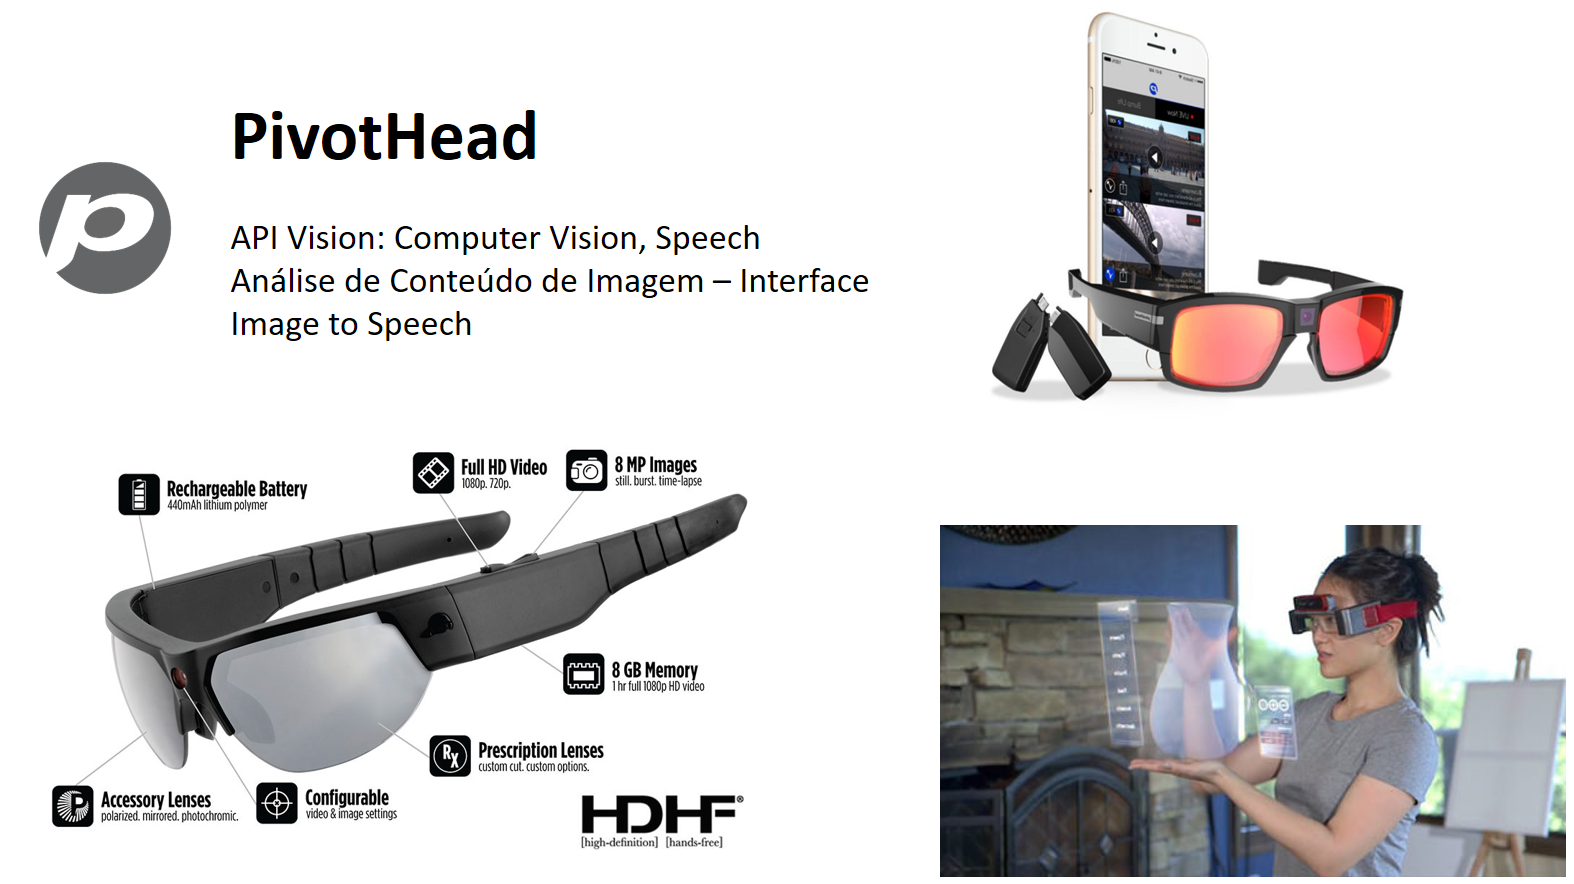 PivotHead
API Vision: Computer Vision, Speech
Análise de Conteúdo de Imagem – Interface
Image to Speech
Rechargeable Battery
440mAh lithium polymer
Full HD Video
1080p. 720p.
8 MP Images
still. burst. time-lapse
8 GB Memory
1 hr full 1080p HD video
Rx
Prescription Lenses
custom cut. custom options.
Accessory Lenses
polarized. mirrored. photochromic.
Configurable
video & image settings
HDHF®
[high-definition] [hands-free]